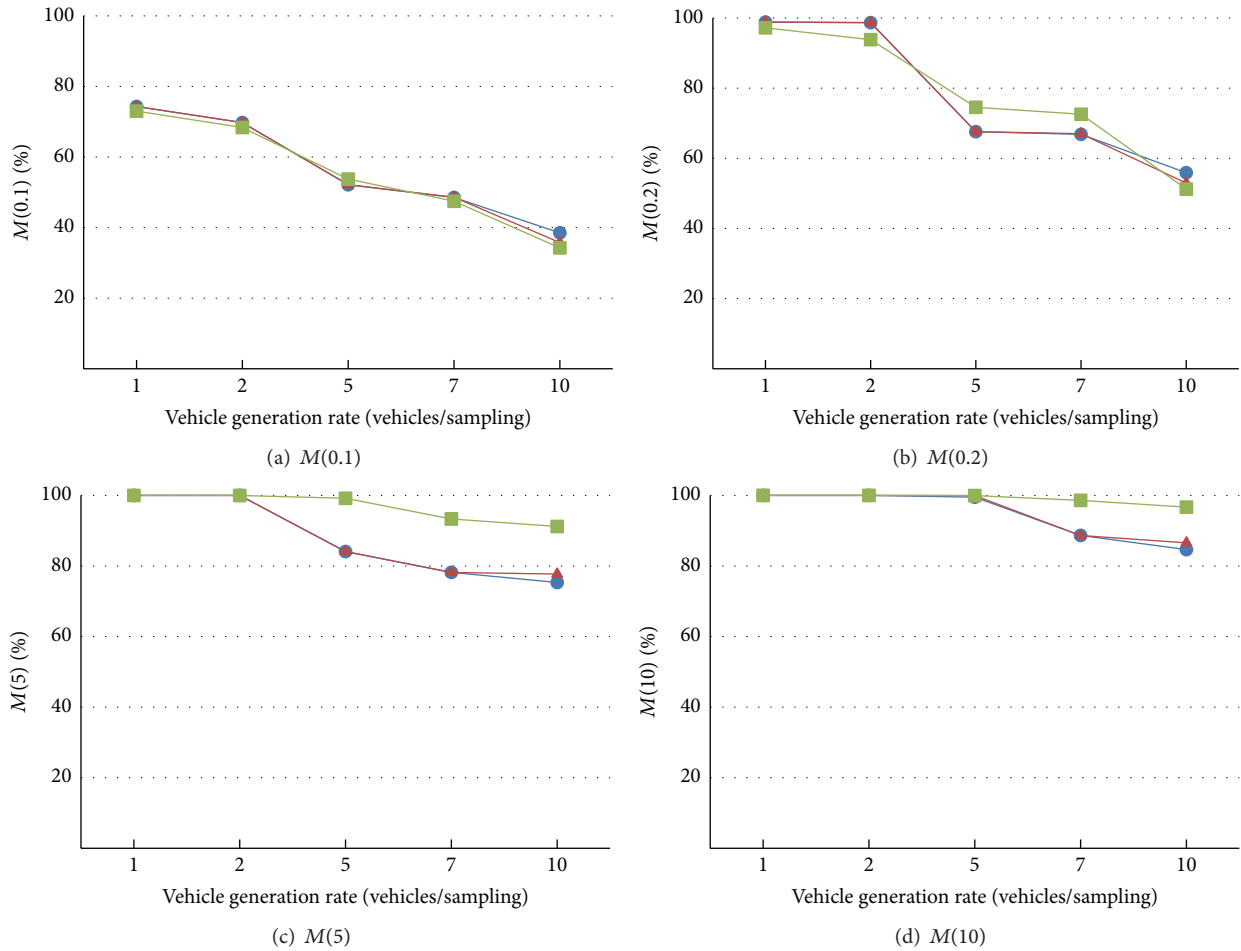 100
80
60
40
20
M(0.1) (%)
1 2 5 7 10
Vehicle generation rate (vehicles/sampling)
(a) M(0.1)
100
80
60
40
20
M(0.2) (%)
1 2 5 7 10
Vehicle generation rate (vehicles/sampling)
(b) M(0.2)
100
80
60
40
20
M(5) (%)
1 2 5 7 10
Vehicle generation rate (vehicles/sampling)
(c) M(5)
100
80
60
40
20
M(10) (%)
1 2 5 7 10
Vehicle generation rate (vehicles/sampling)
(d) M(10)